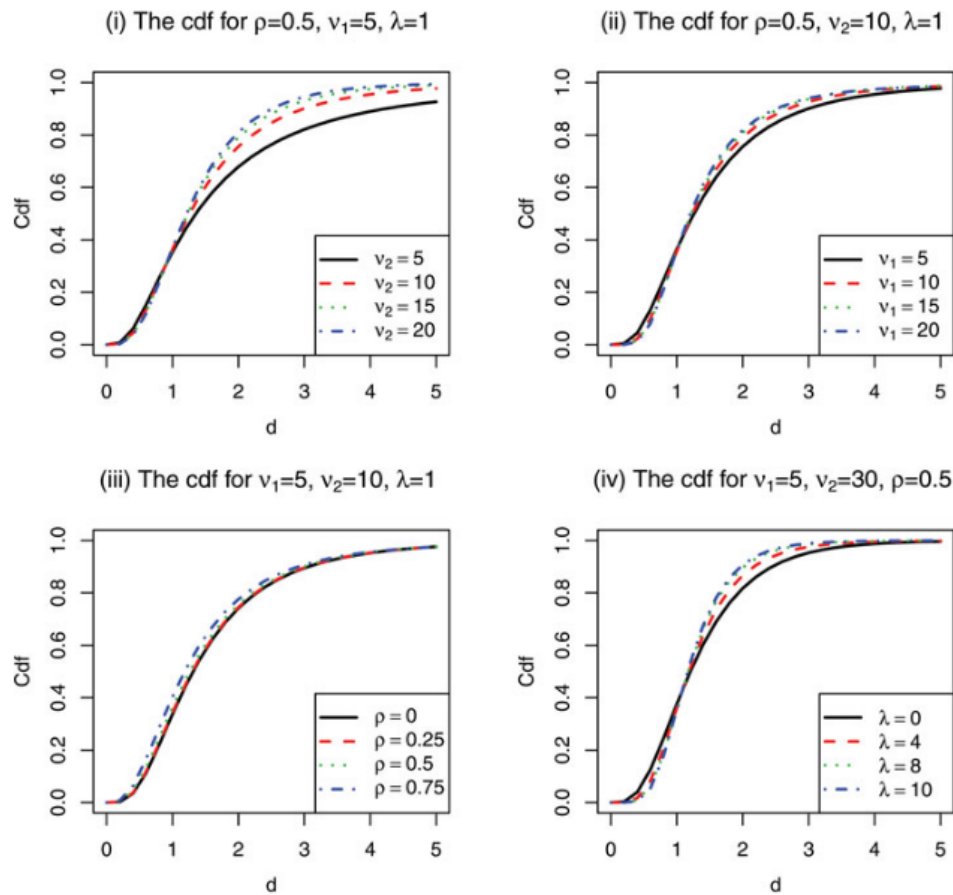 (i) The cdf for ρ=0.5, ν₁=5, λ=1
Cdf
1.0
0.8
0.6
0.4
0.2
0.0
ν₂ = 5
ν₂ = 10
ν₂ = 15
ν₂ = 20
0 1 2 3 4 5
d
(ii) The cdf for ρ=0.5, ν₂=10, λ=1
Cdf
1.0
0.8
0.6
0.4
0.2
0.0
ν₁ = 5
ν₁ = 10
ν₁ = 15
ν₁ = 20
0 1 2 3 4 5
d
(iii) The cdf for ν₁=5, ν₂=10, λ=1
Cdf
1.0
0.8
0.6
0.4
0.2
0.0
ρ = 0
ρ = 0.25
ρ = 0.5
ρ = 0.75
0 1 2 3 4 5
d
(iv) The cdf for ν₁=5, ν₂=30, ρ=0.5
Cdf
1.0
0.8
0.6
0.4
0.2
0.0
λ = 0
λ = 4
λ = 8
λ = 10
0 1 2 3 4 5
d